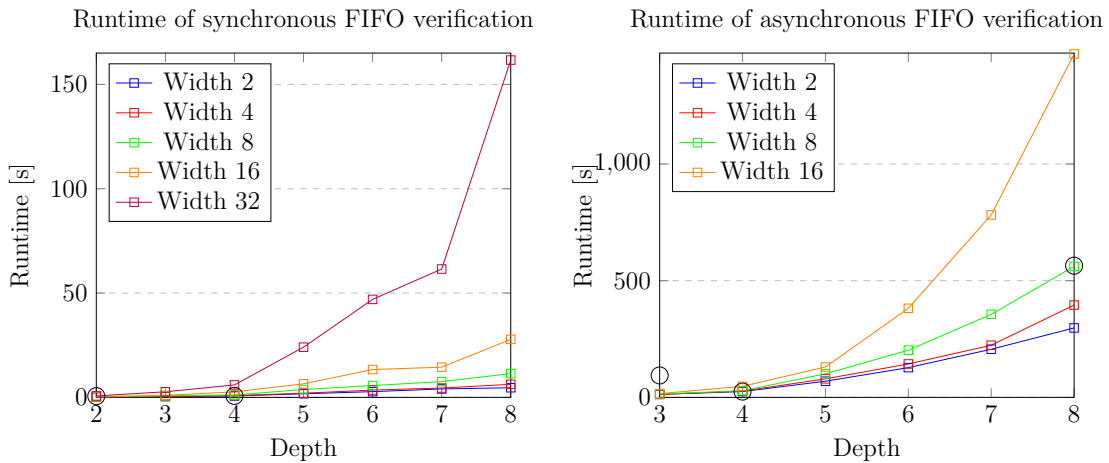 Runtime of synchronous FIFO verification
Runtime [s]
150
100
50
0
2 3 4 5 6 7 8
Depth
Width 2
Width 4
Width 8
Width 16
Width 32
Runtime of asynchronous FIFO verification
Runtime [s]
1,000
500
0
3 4 5 6 7 8
Depth
Width 2
Width 4
Width 8
Width 16